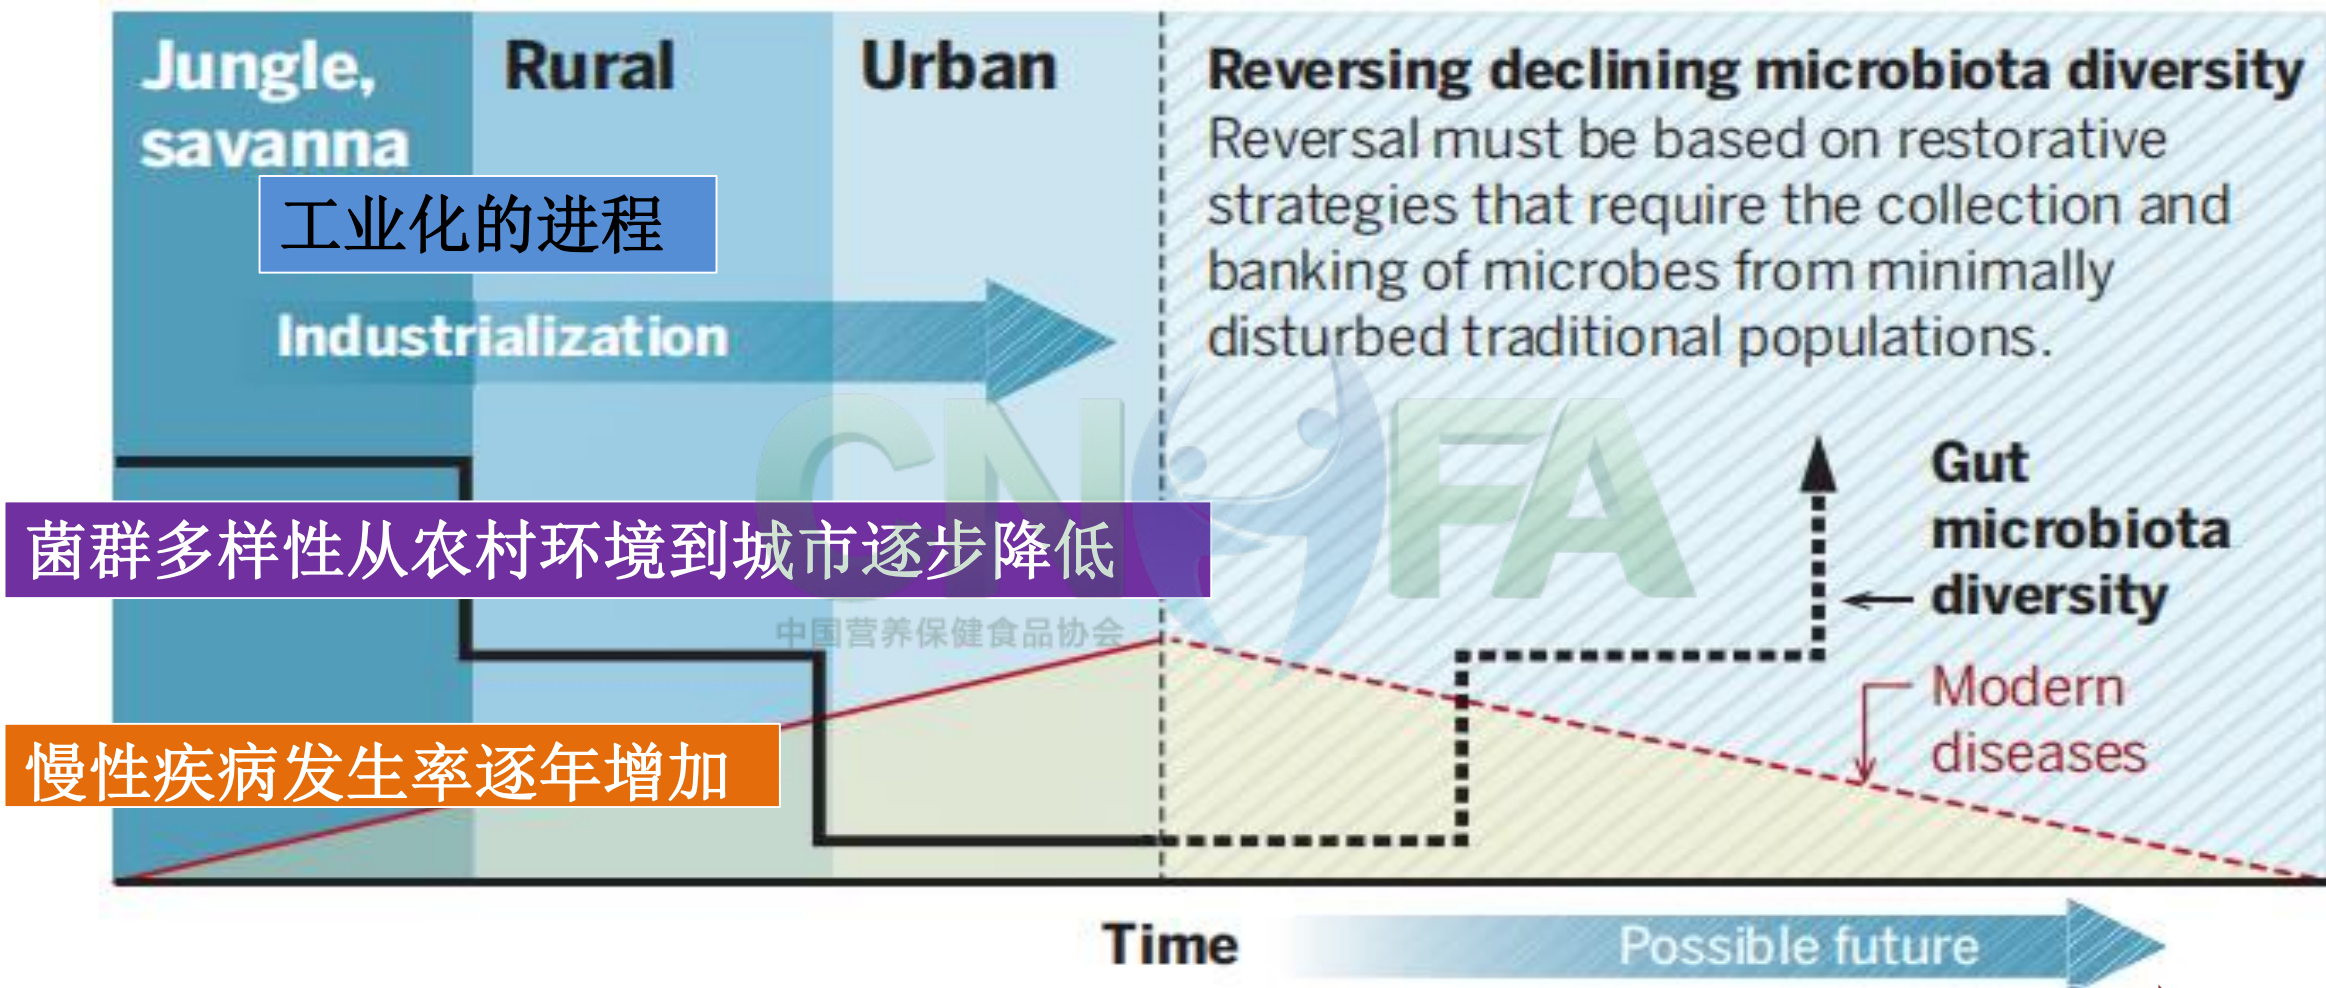 Jungle,
savanna
Rural
Urban
工业化的进程
Industrialization
Reversing declining microbiota diversity
Reversal must be based on restorative
strategies that require the collection and
banking of microbes from minimally
disturbed traditional populations.
CNHFA
中国营养保健食品协会
菌群多样性从农村环境到城市逐步降低
慢性疾病发生率逐年增加
Gut
microbiota
diversity
Modern
diseases
Time
Possible future